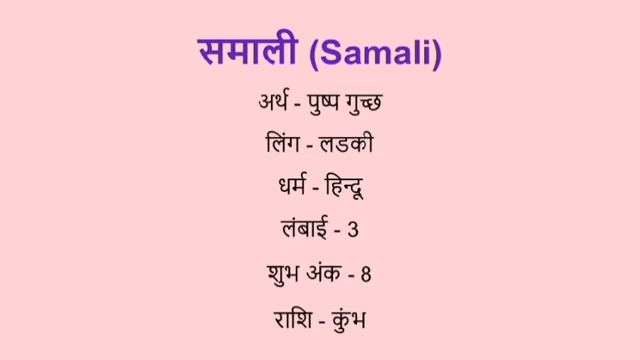 समाली (Samali)
अर्थ - पुष्प गुच्छ
लिंग - लडकी
धर्म - हिन्दू
लंबाई - 3
शुभ अंक - 8
राशि - कुंभ